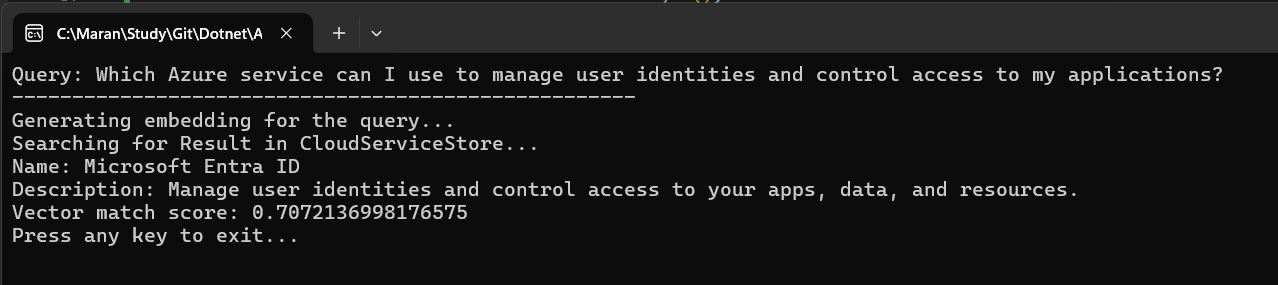 C:\Maran\Study\Git\Dotnet\A
Query: Which Azure service can I use to manage user identities and control access to my applications?
----------------------------------------------------
Generating embedding for the query...
Searching for Result in CloudServiceStore...
Name: Microsoft Entra ID
Description: Manage user identities and control access to your apps, data, and resources.
Vector match score: 0.7072136998176575
Press any key to exit...